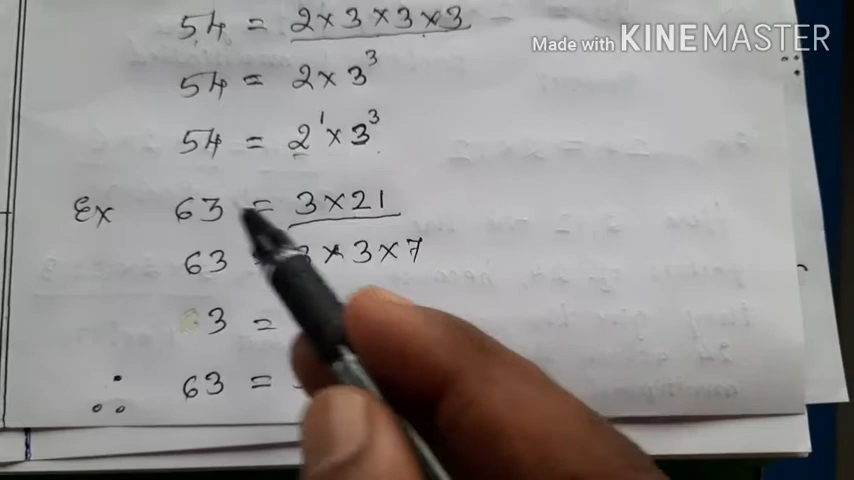 54 = 2 × 3 × 3 × 3
Made with KINEMASTER
54 = 2 × 3³
54 = 2¹ × 3³
Ex 63 = 3 × 21
63 × 3 × 7
3 =
∴ 63 =